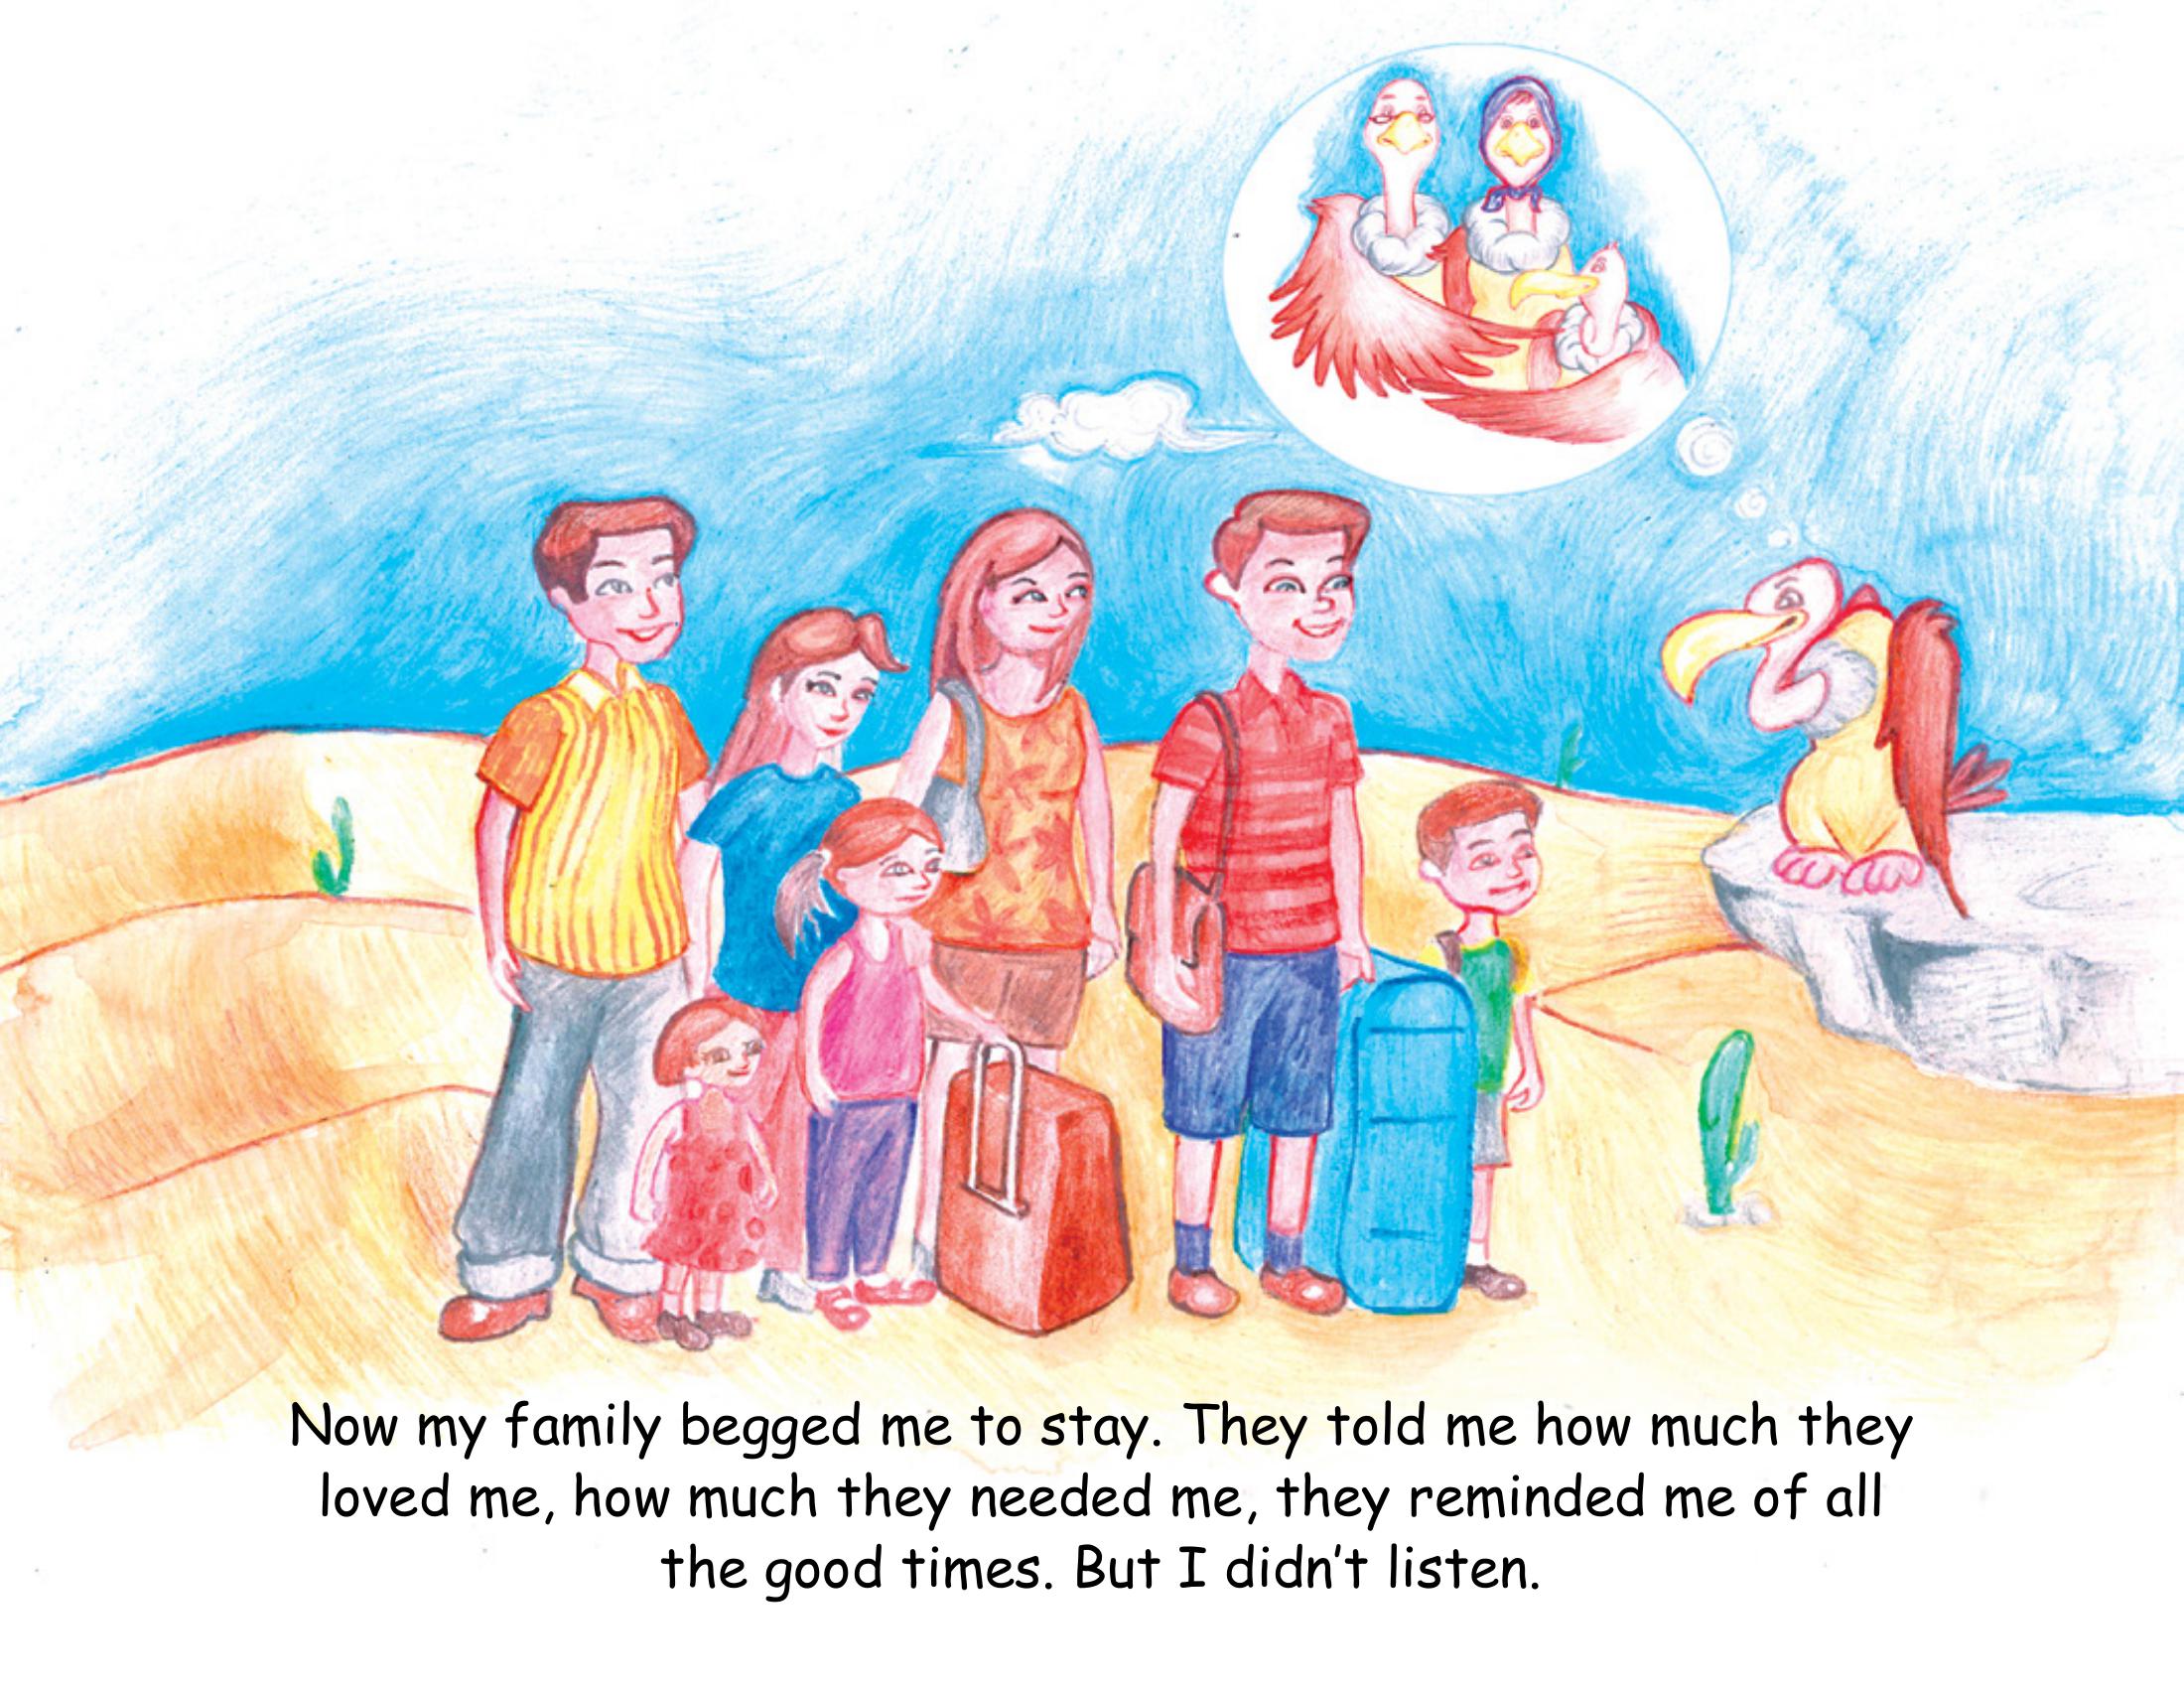 Now my family begged me to stay. They told me how much they
loved me, how much they needed me, they reminded me of all
the good times. But I didn’t listen.